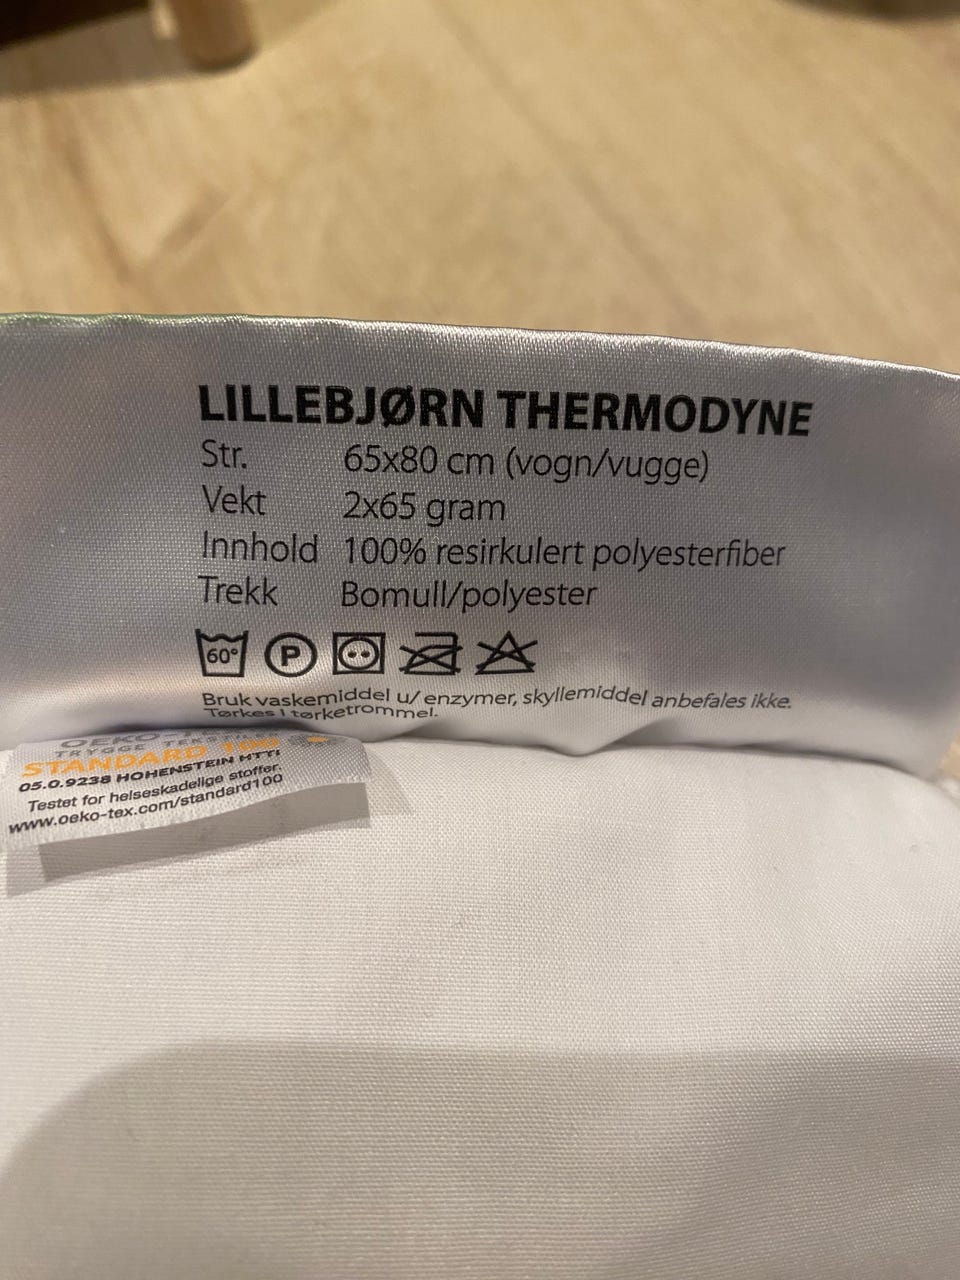 LILLEBJØRN THERMODYNE
Str. 65x80 cm (vogn/vugge)
Vekt 2x65 gram
Innhold 100% resirkulert polyesterfiber
Trekk Bomull/polyester
60° P
Bruk vaskemiddel u/ enzymer, skyllemiddel anbefales ikke.
Tørkes I tørketrommel.
OEKO-
TRYGGE
STANDARD 100
05.0.9238 HOHENSTEIN HTTI
Testet for helseskadelige stoffer.
www.oeko-tex.com/standard100